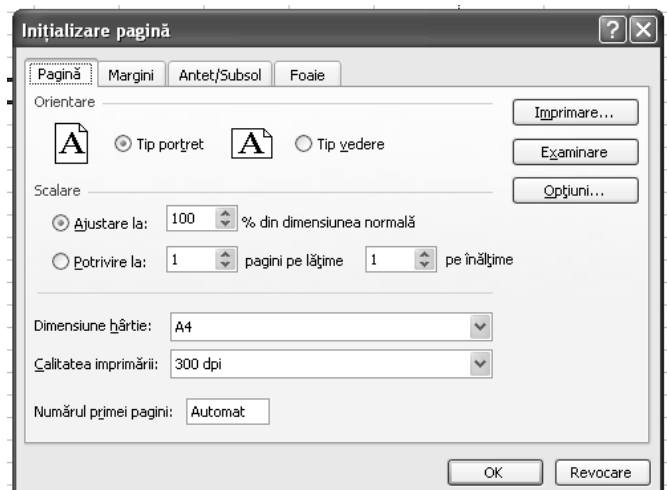 Inițializare pagină
Pagină Margini Antet/Subsol Foaie
Orientare
Imprimare...
A Tip portret A Tip vedere
Examinare
Scalare
Opțiuni...
Ajustare la: 100 % din dimensiunea normală
Potrivire la: 1 pagini pe lățime 1 pe înălțime
Dimensiune hârtie: A4
Calitatea imprimării: 300 dpi
Numărul primei pagini: Automat
OK Revocare